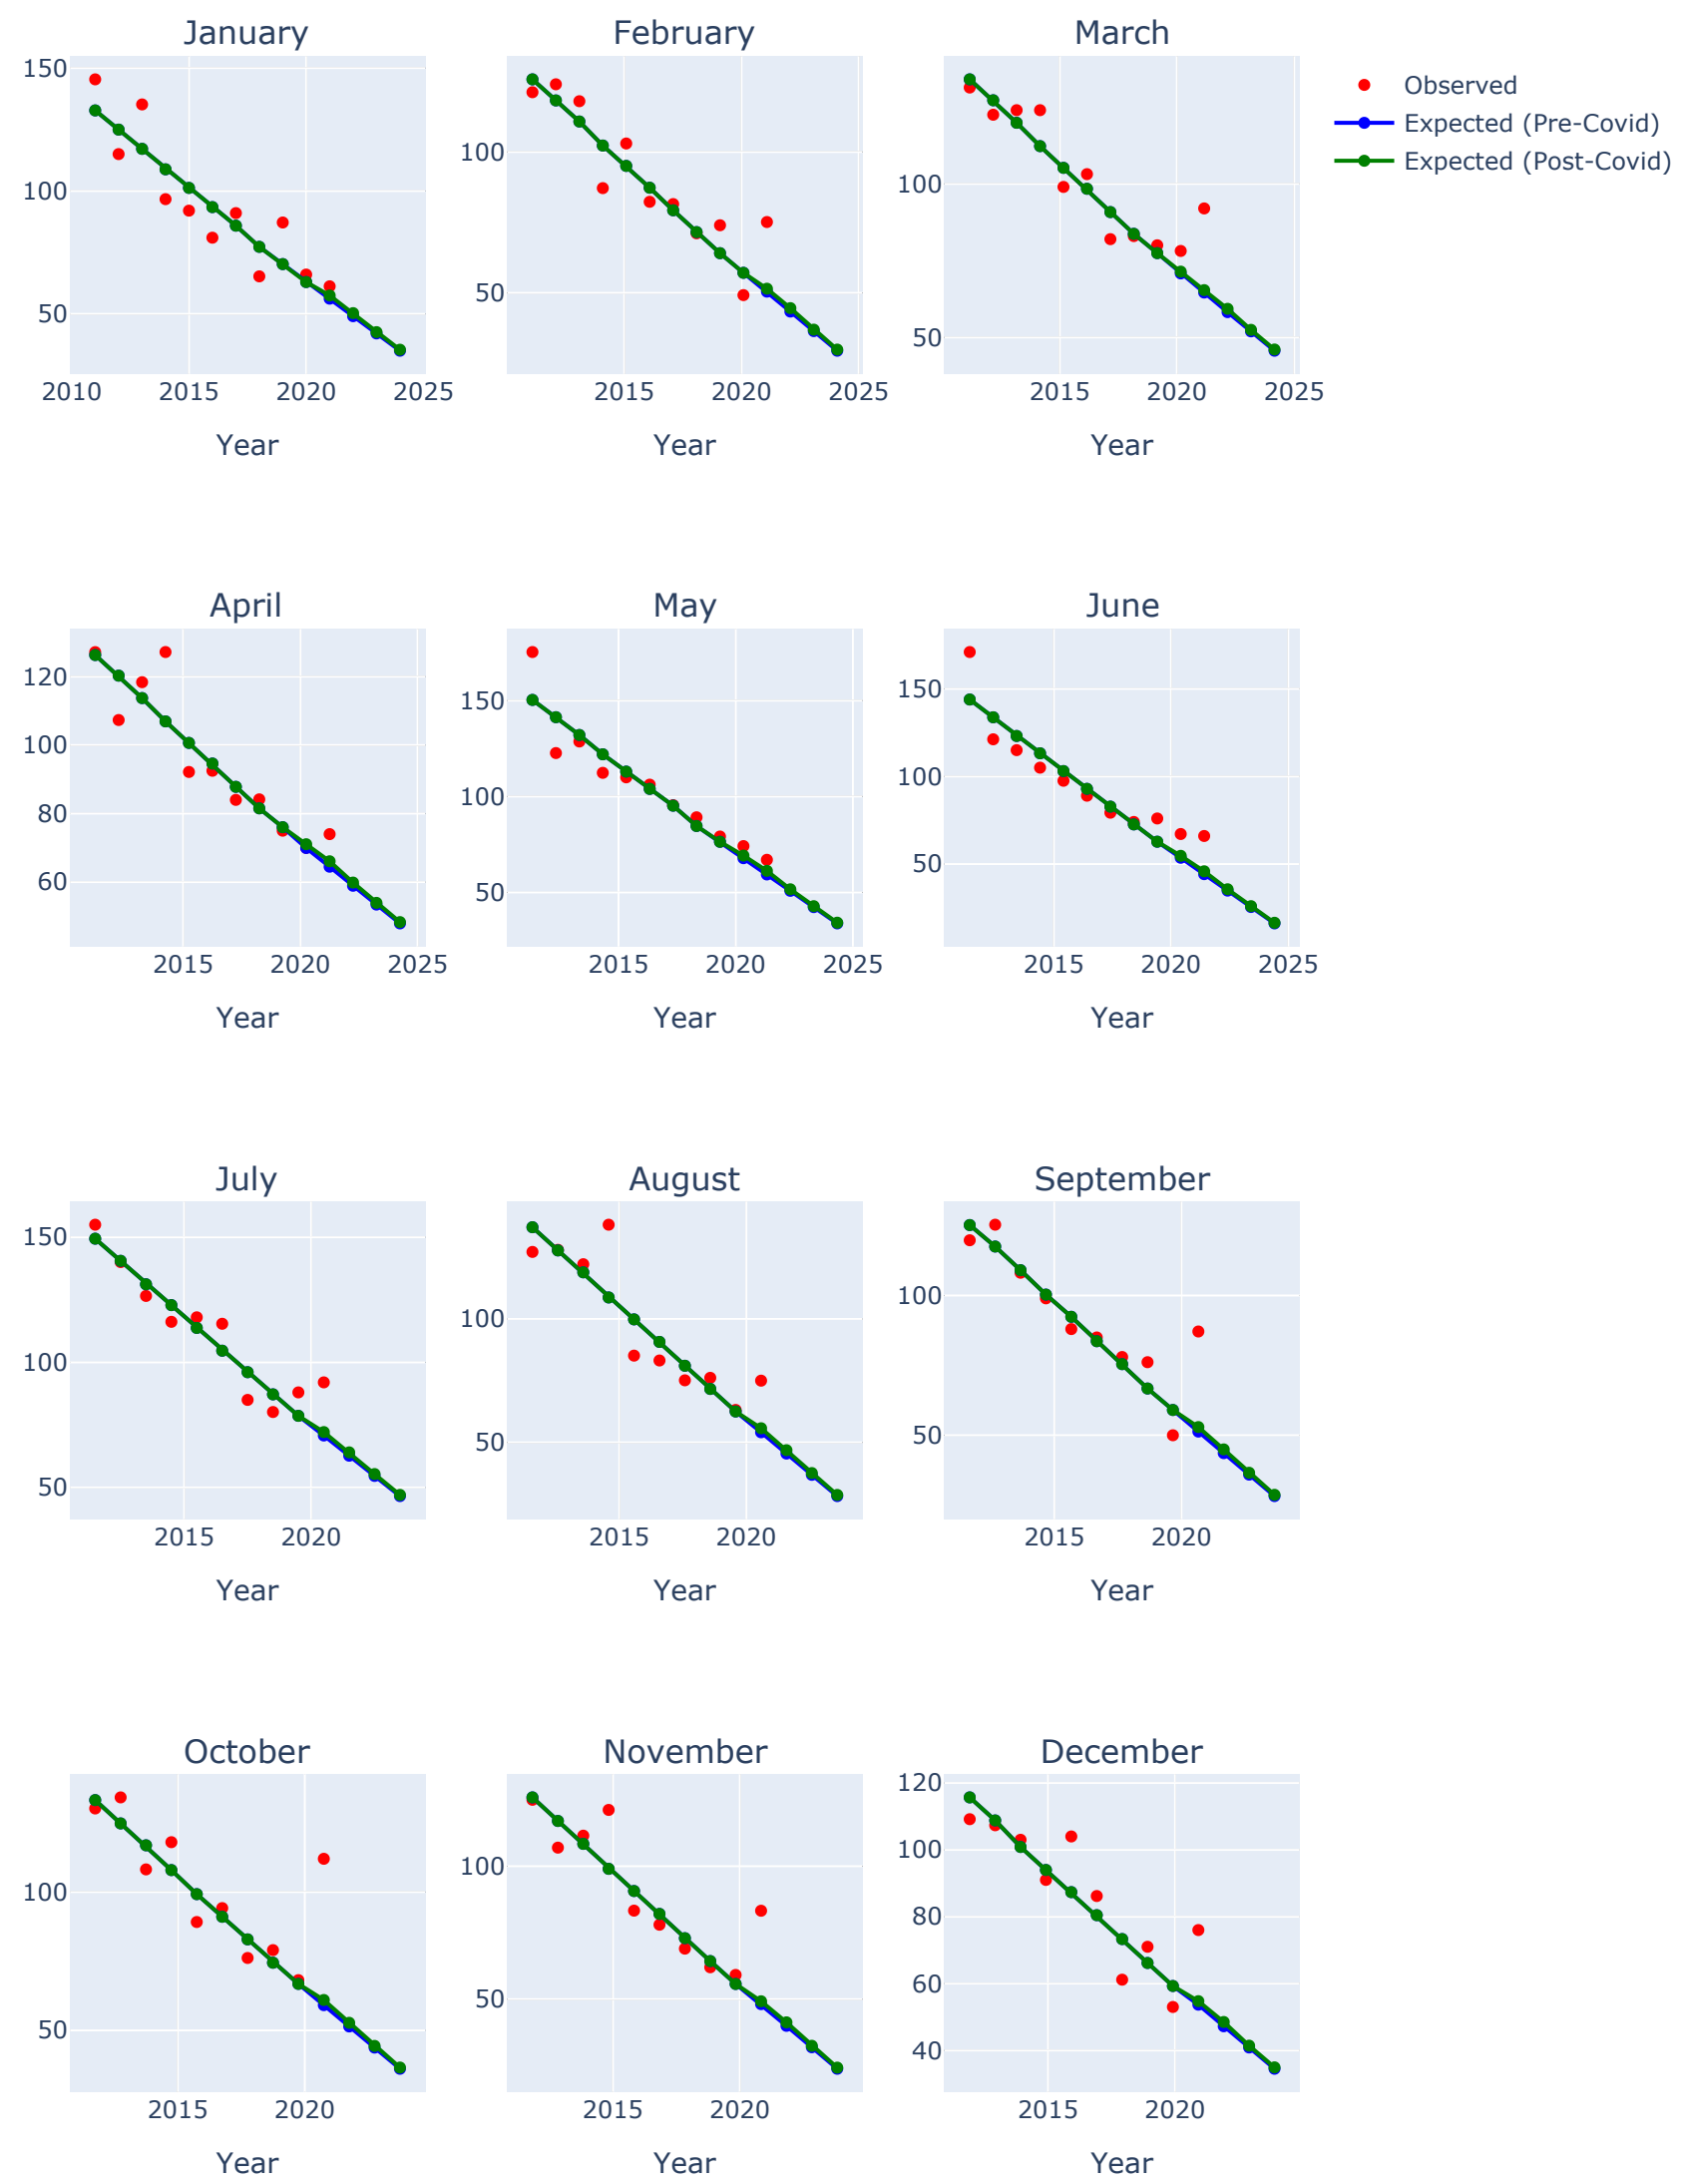 January February March
Observed
Expected (Pre-Covid)
Expected (Post-Covid)
150
100
50
2010 2015 2020 2025
Year
100
50
2015 2020 2025
Year
100
50
2015 2020 2025
Year
April May June
120
100
80
60
2015 2020 2025
Year
150
100
50
2015 2020 2025
Year
150
100
50
2015 2020 2025
Year
July August September
150
100
50
2015 2020
Year
100
50
2015 2020
Year
100
50
2015 2020
Year
October November December
100
50
2015 2020
Year
100
50
2015 2020
Year
120
100
80
60
40
2015 2020
Year